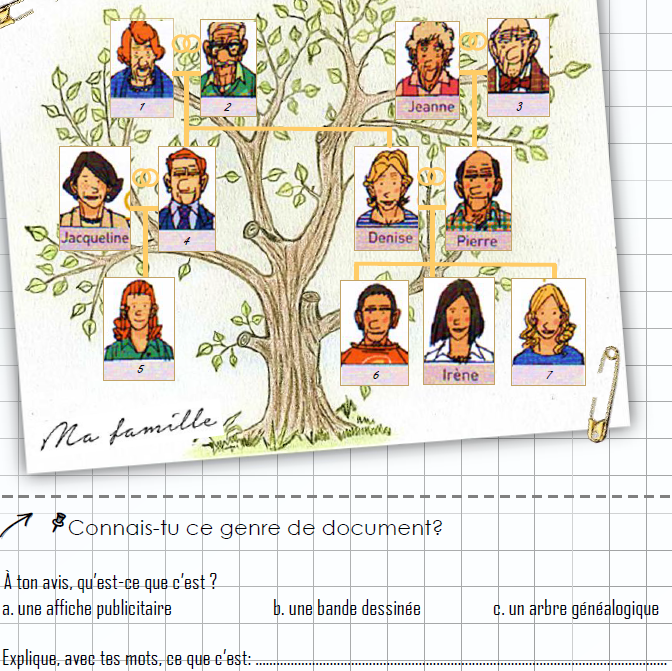 1 2 Jeanne 3
Jacqueline 4 Denise Pierre
5 6 Irène 7
Ma famille
Connais-tu ce genre de document?
À ton avis, qu'est-ce que c'est ?
a. une affiche publicitaire b. une bande dessinée c. un arbre généalogique
Explique, avec tes mots, ce que c'est: ......................................................................................................